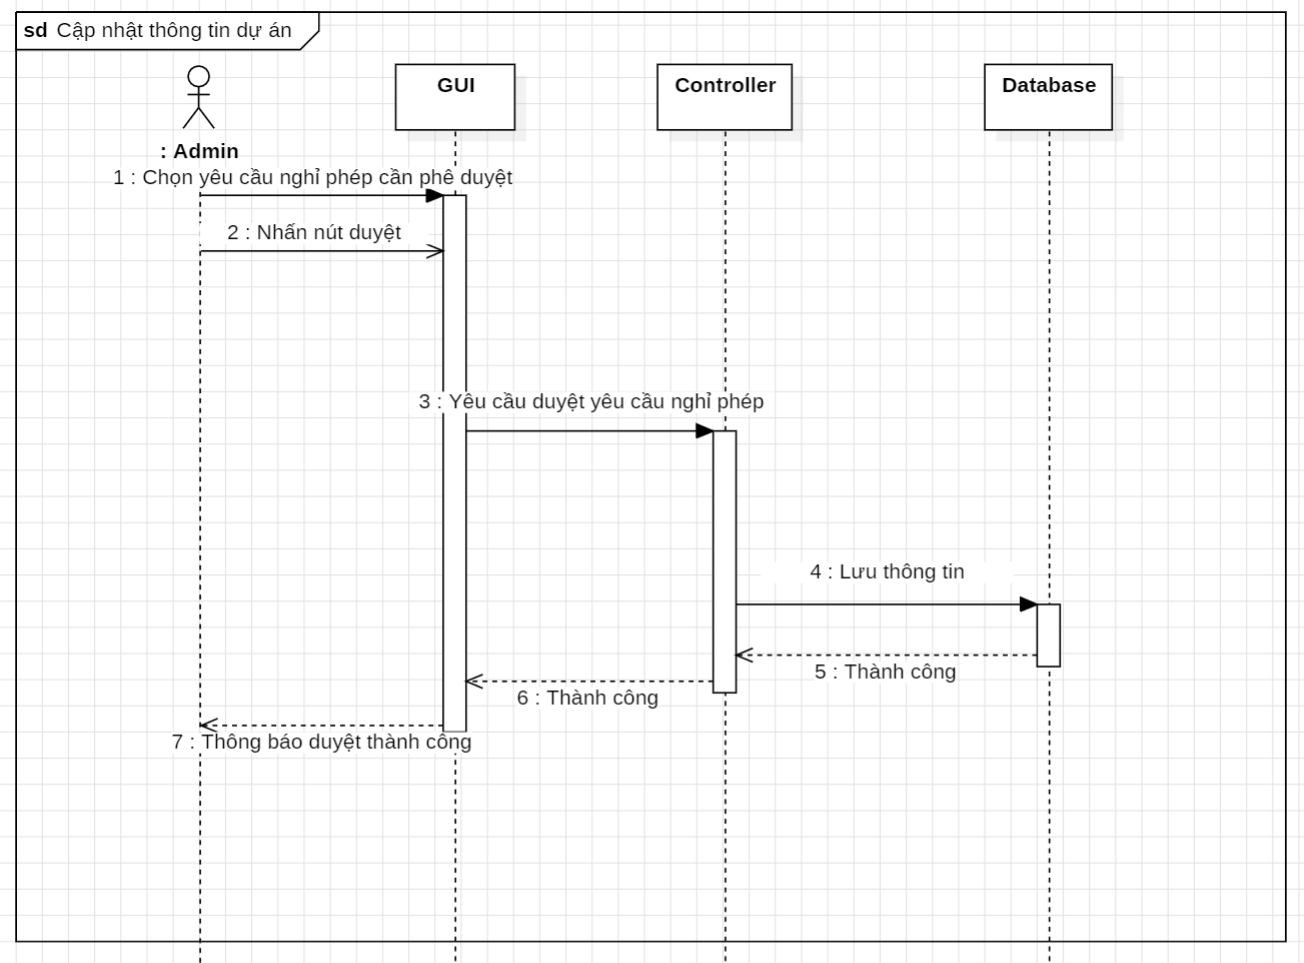 sd Cập nhật thông tin dự án
GUI
Controller
Database
: Admin
1 : Chọn yêu cầu nghỉ phép cần phê duyệt
2 : Nhấn nút duyệt
3 : Yêu cầu duyệt yêu cầu nghỉ phép
4 : Lưu thông tin
5 : Thành công
6 : Thành công
7 : Thông báo duyệt thành công